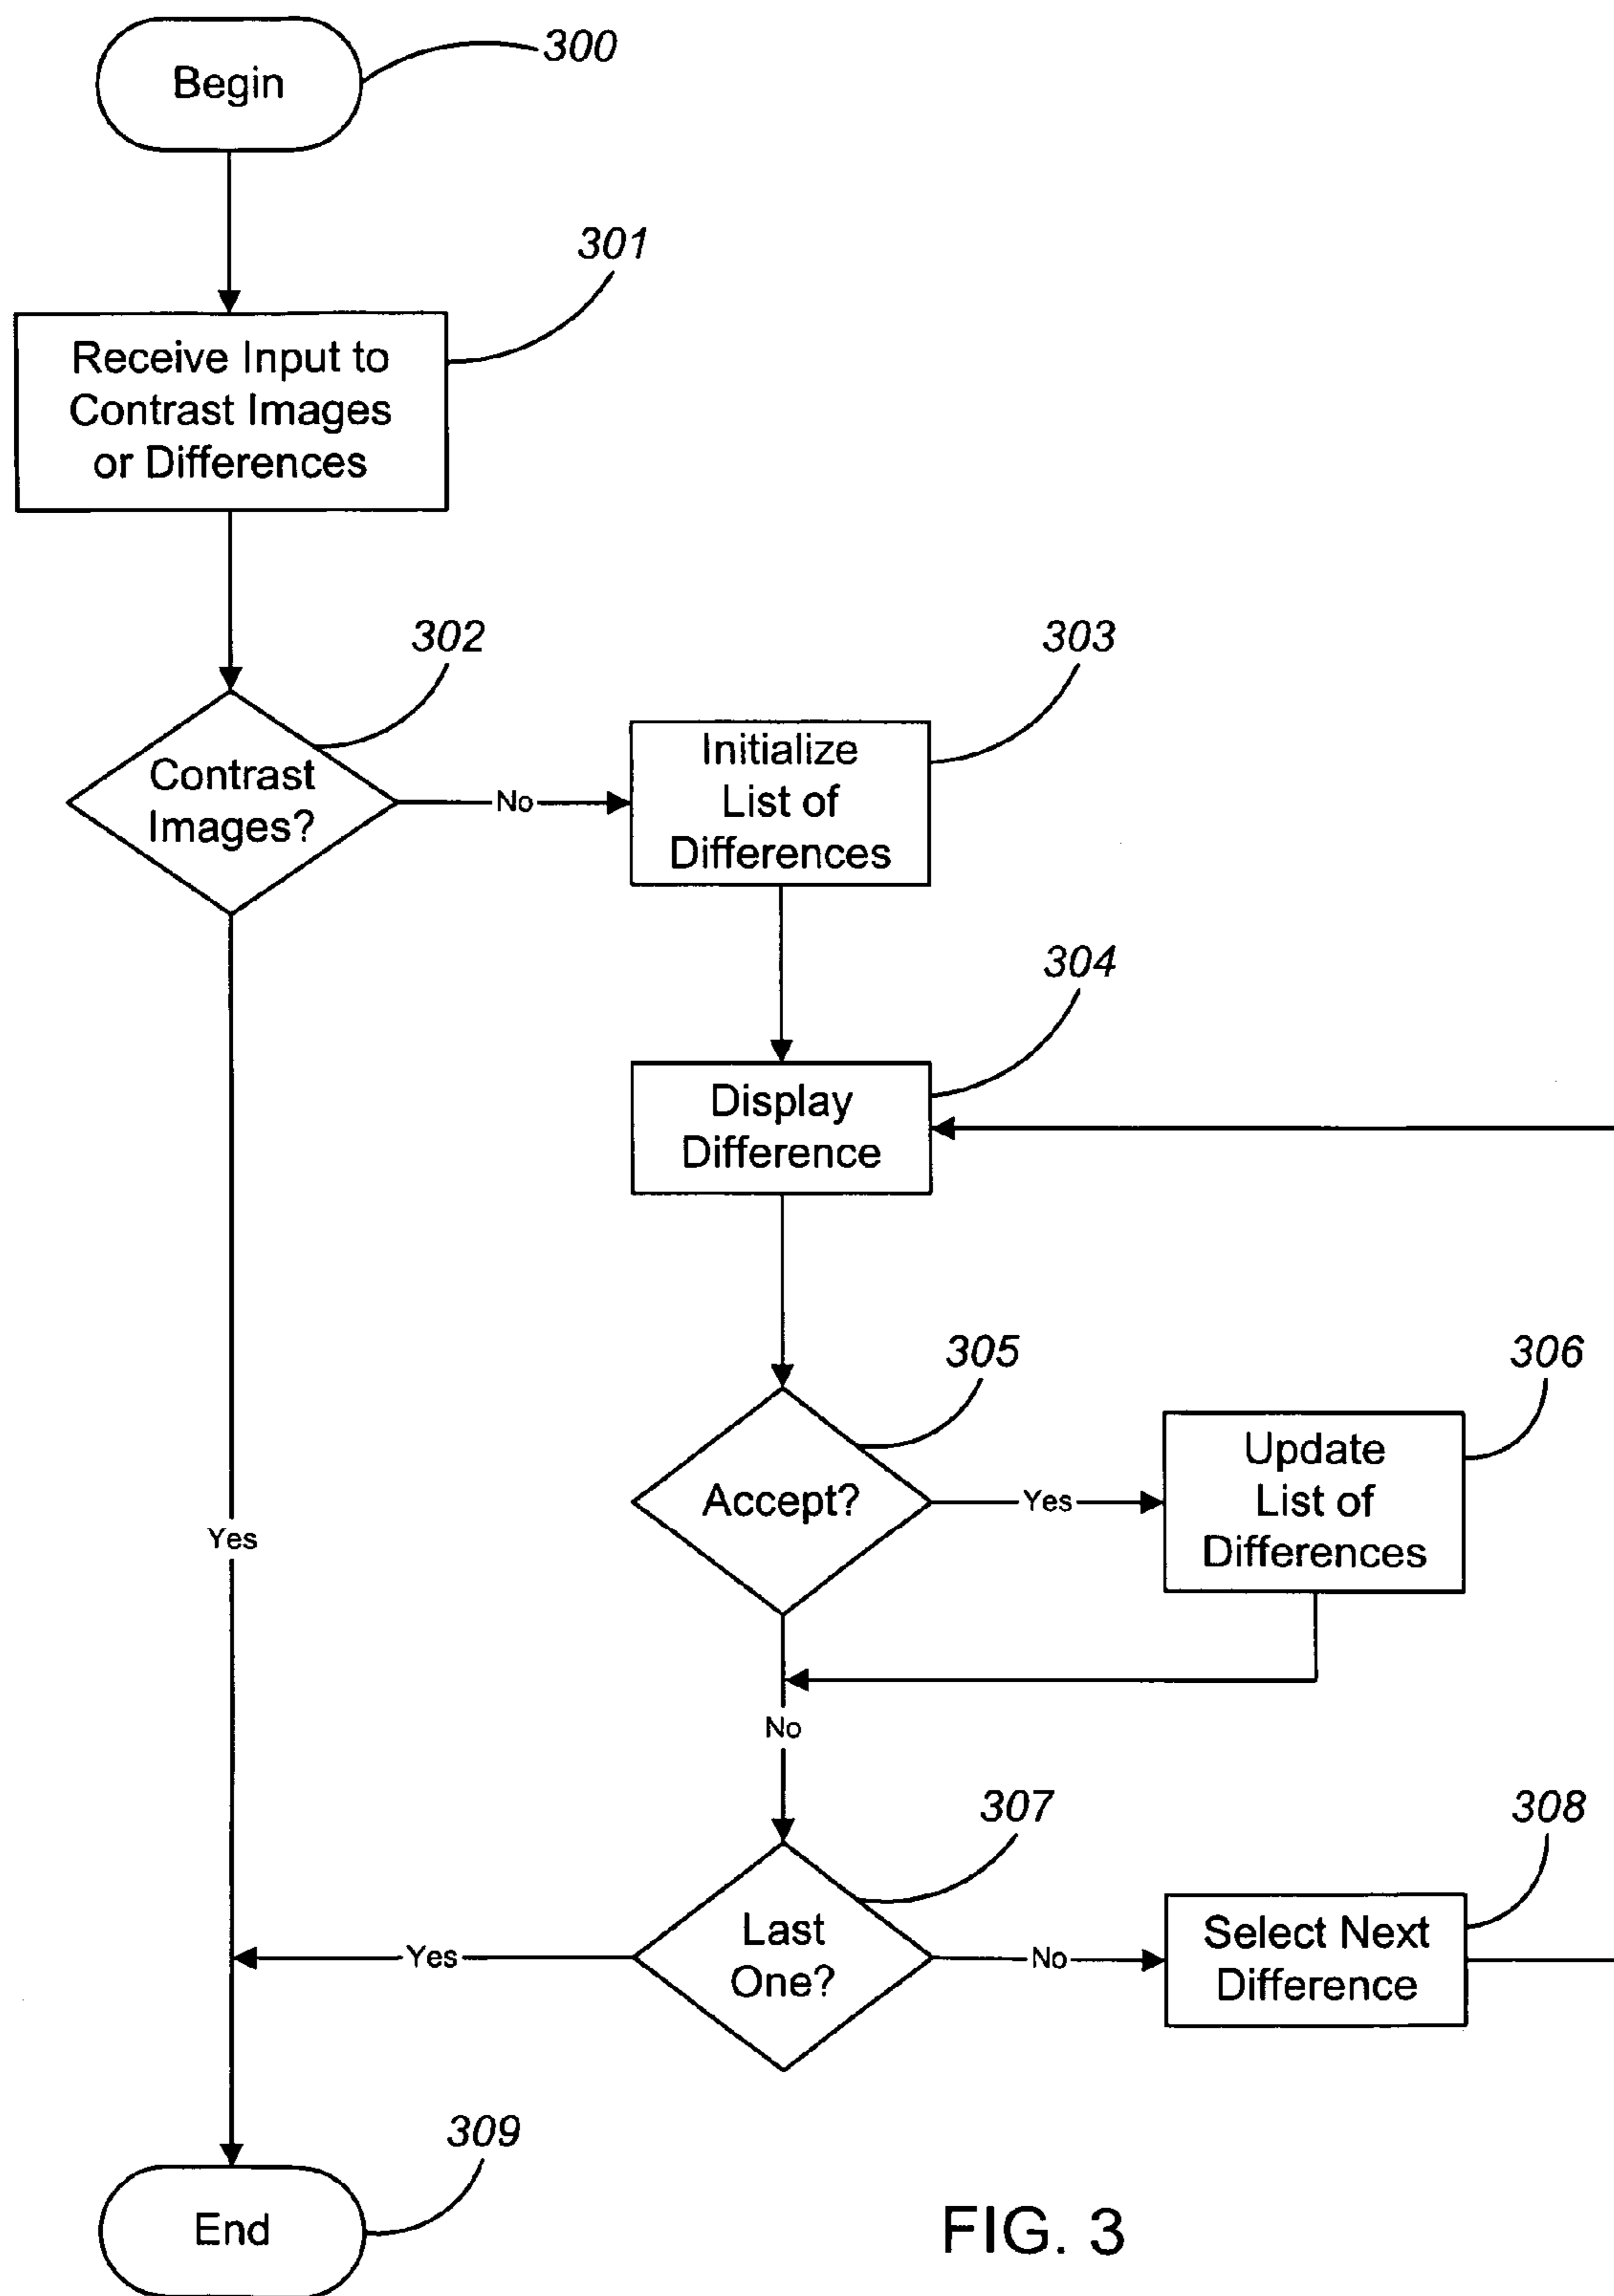 Begin
300
301
Receive Input to
Contrast Images
or Differences
302
Contrast
Images?
No
303
Initialize
List of
Differences
304
Display
Difference
305
Accept?
Yes
306
Update
List of
Differences
Yes
No
307
Last
One?
Yes
No
308
Select Next
Difference
309
End
FIG. 3